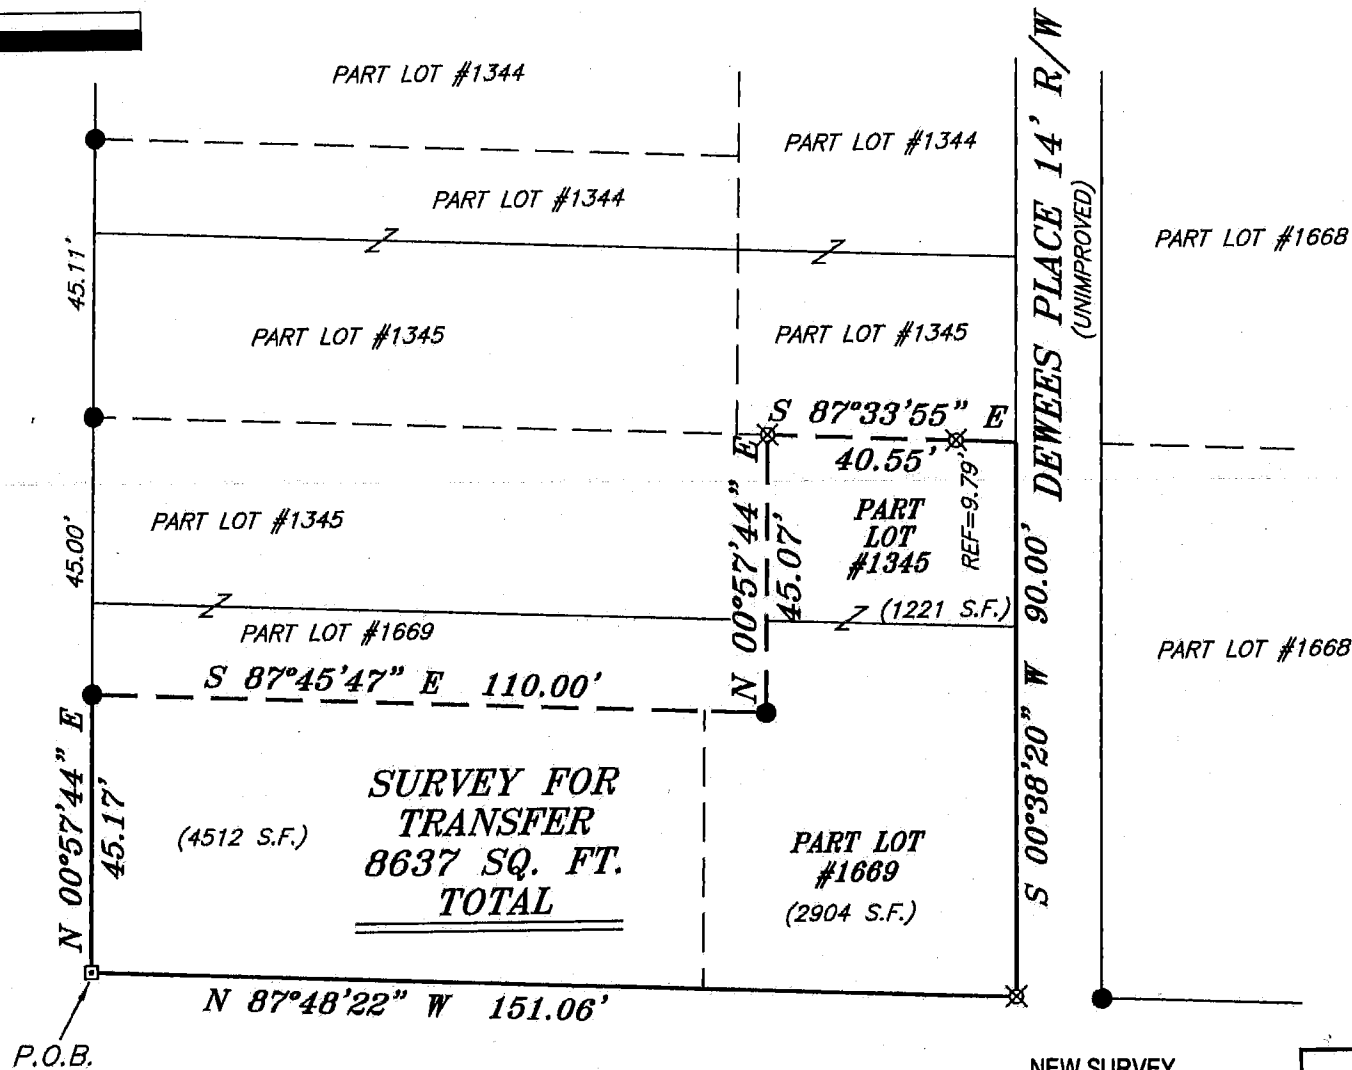 PART LOT #1344
PART LOT #1344
PART LOT #1344
DEWEES PLACE 14' R/W
(UNIMPROVED)
PART LOT #1668
45.11'
PART LOT #1345
PART LOT #1345
S 87°33'55" E
40.55'
REF=9.79'
PART
LOT
#1345
(1221 S.F.)
N 00°57'44" E
45.07'
PART LOT #1345
45.00'
PART LOT #1669
S 87°45'47" E 110.00'
S 00°38'20" W 90.00'
PART LOT #1668
N 00°57'44" E
45.17'
(4512 S.F.)
SURVEY FOR
TRANSFER
8637 SQ. FT.
TOTAL
PART LOT
#1669
(2904 S.F.)
N 87°48'22" W 151.06'
P.O.B.
NEW SURVEY